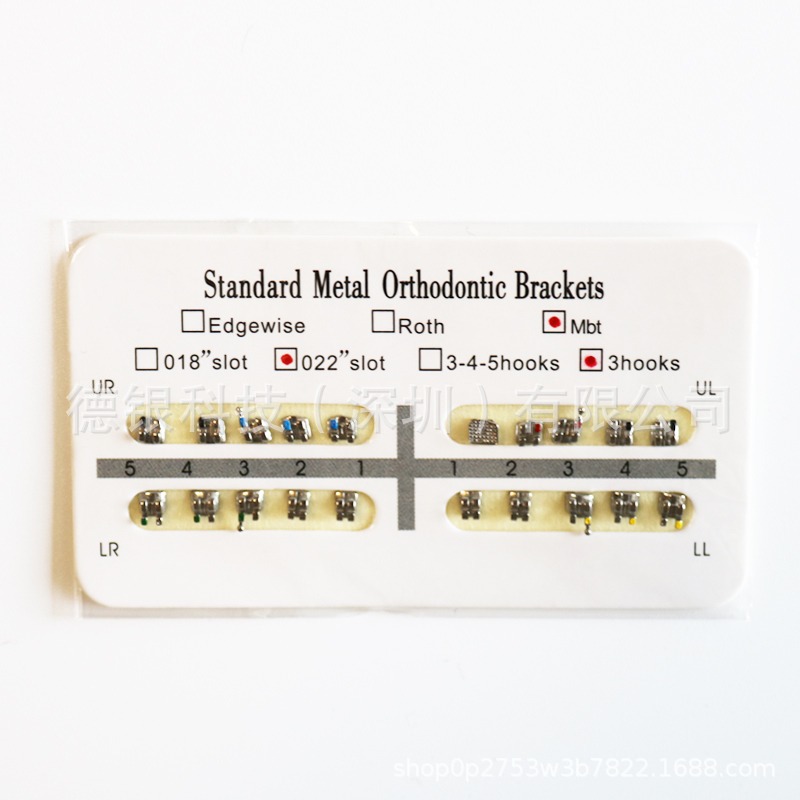 Standard Metal Orthodontic Brackets
Edgewise Roth Mbt
018”slot 022”slot 3-4-5hooks 3hooks
UR UL
德银科技（深圳）有限公司
5 4 3 2 1 1 2 3 4 5
LR LL
shop0p2753w3b7822.1688.com